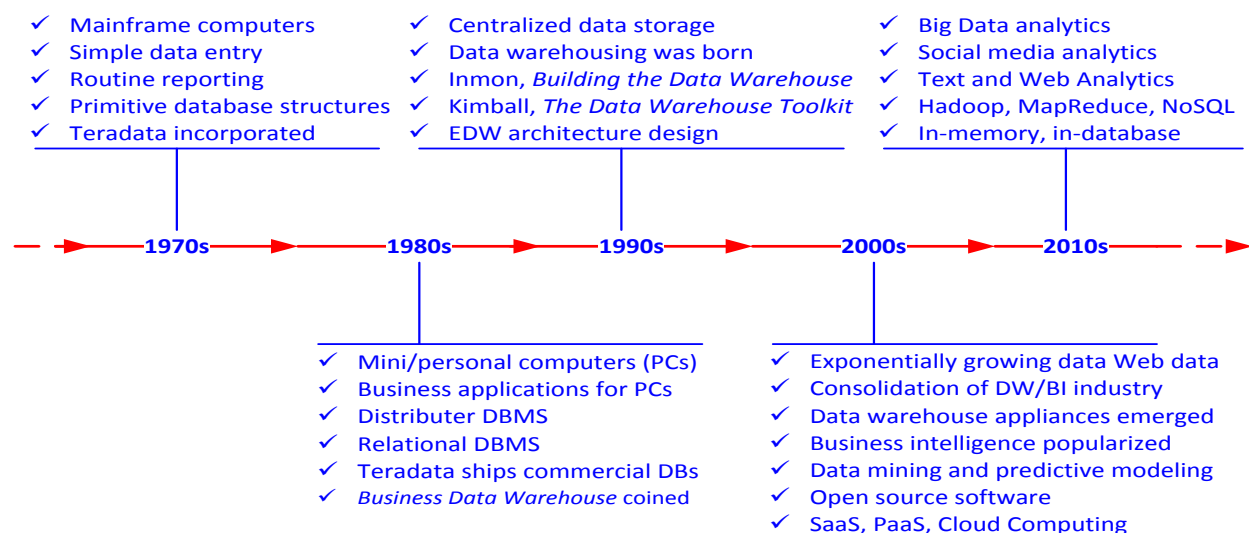 ✓ Mainframe computers
✓ Simple data entry
✓ Routine reporting
✓ Primitive database structures
✓ Teradata incorporated
✓ Centralized data storage
✓ Data warehousing was born
✓ Inmon, Building the Data Warehouse
✓ Kimball, The Data Warehouse Toolkit
✓ EDW architecture design
✓ Big Data analytics
✓ Social media analytics
✓ Text and Web Analytics
✓ Hadoop, MapReduce, NoSQL
✓ In-memory, in-database
1970s 1980s 1990s 2000s 2010s
✓ Mini/personal computers (PCs)
✓ Business applications for PCs
✓ Distributer DBMS
✓ Relational DBMS
✓ Teradata ships commercial DBs
✓ Business Data Warehouse coined
✓ Exponentially growing data Web data
✓ Consolidation of DW/BI industry
✓ Data warehouse appliances emerged
✓ Business intelligence popularized
✓ Data mining and predictive modeling
✓ Open source software
✓ SaaS, PaaS, Cloud Computing